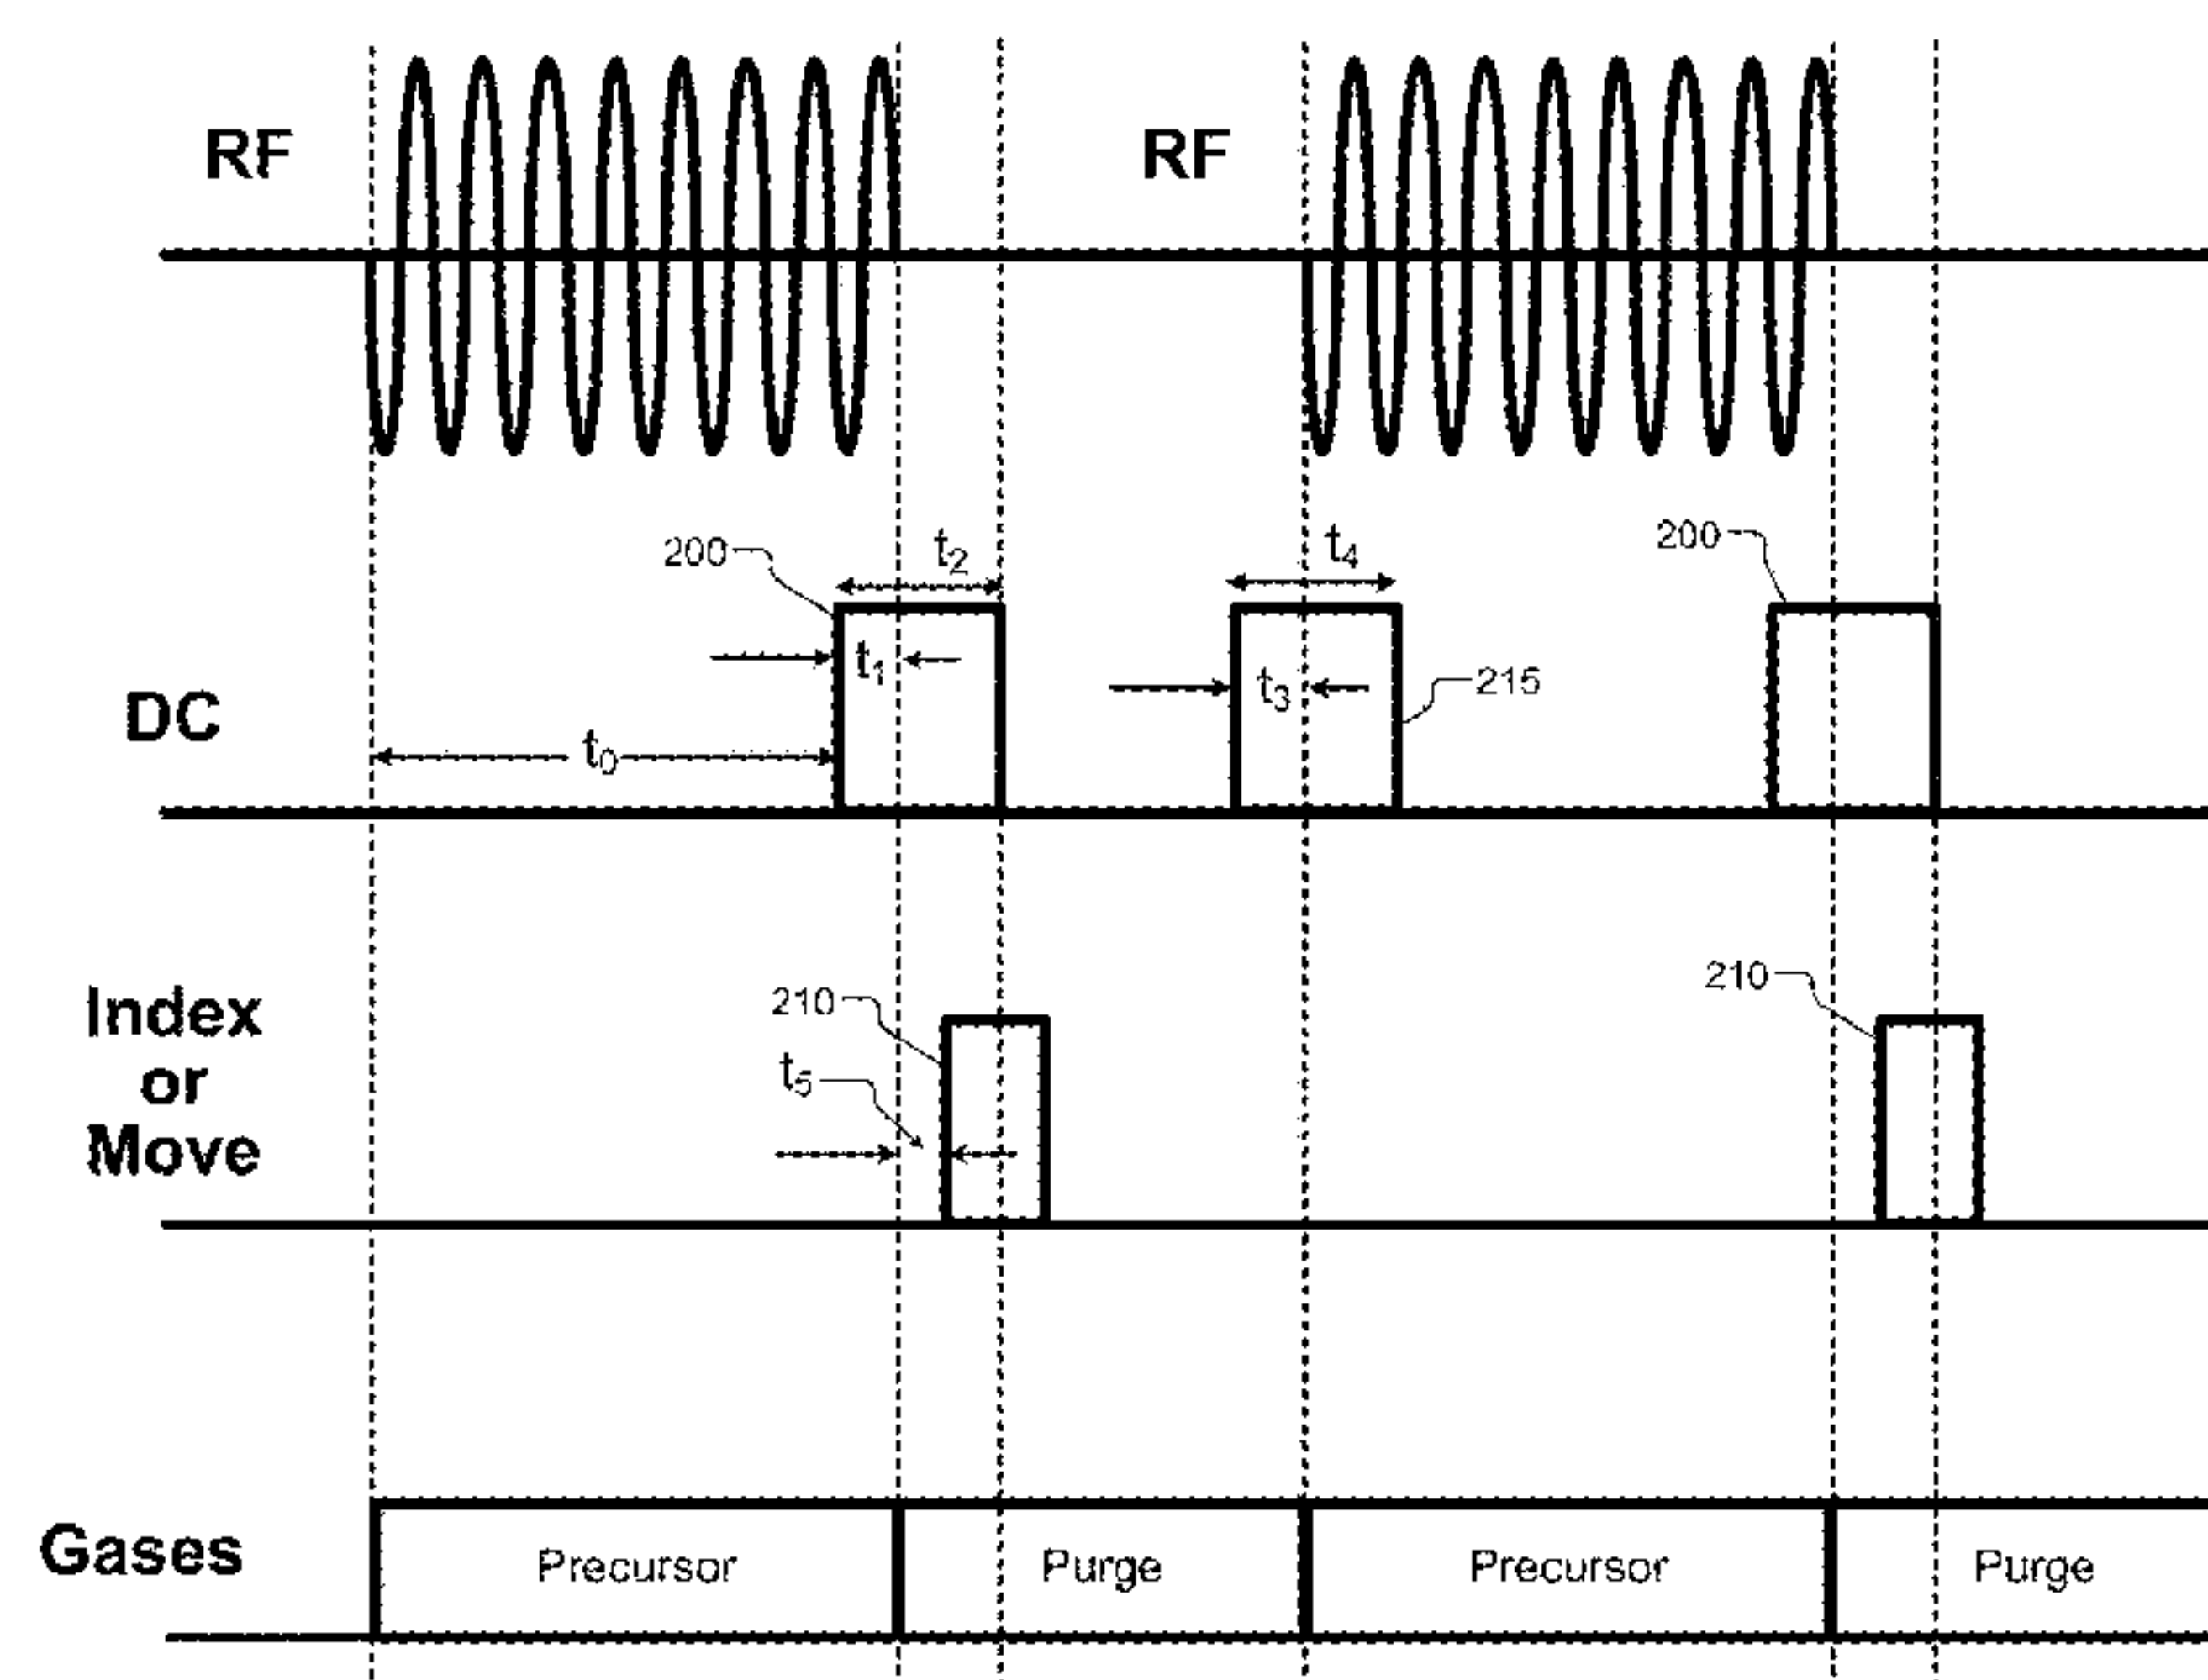 RF
RF
200
t2
t4
200
t1
t3
215
DC
t0
210
210
Index
or
Move
t5
Gases
Precursor
Purge
Precursor
Purge